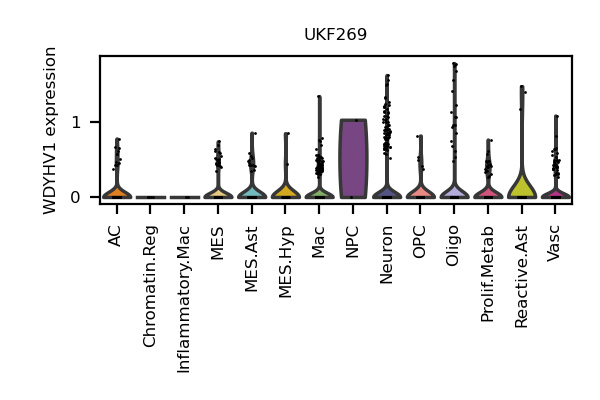 UKF269
WDYHV1 expression
1
0
AC
Chromatin.Reg
Inflammatory.Mac
MES
MES.Ast
MES.Hyp
Mac
NPC
Neuron
OPC
Oligo
Prolif.Metab
Reactive.Ast
Vasc